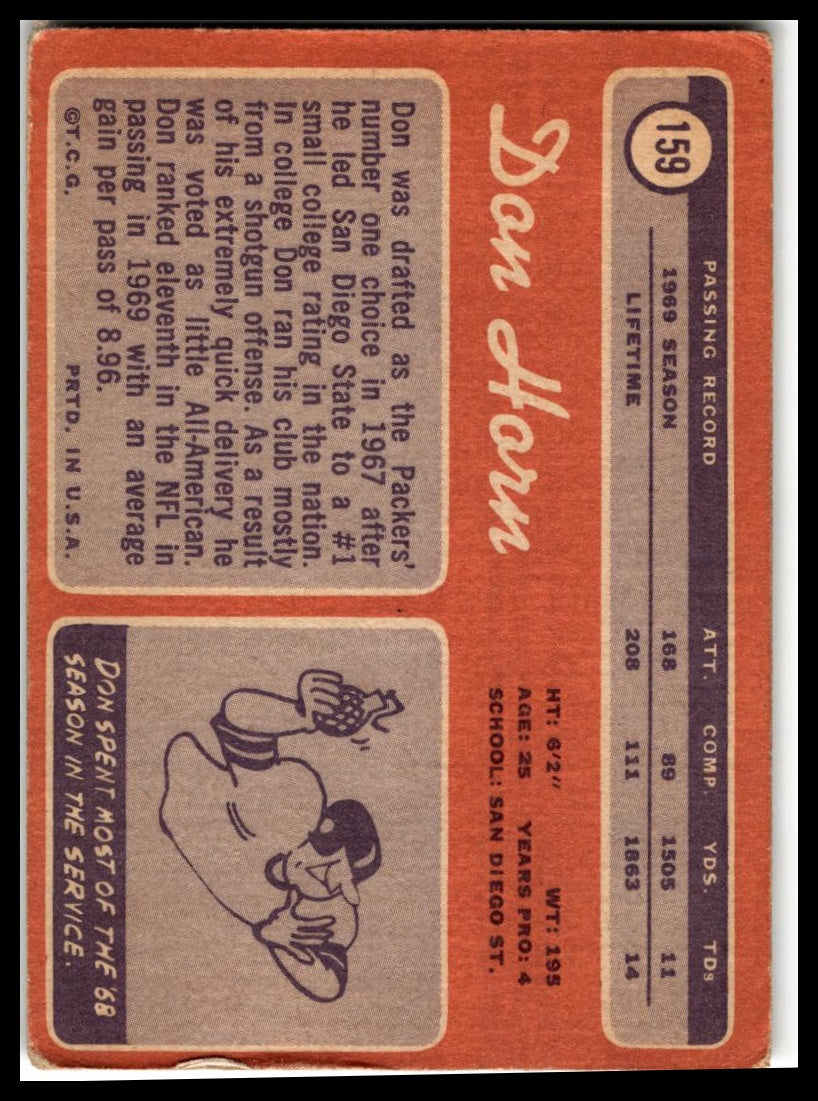 159
PASSING RECORD ATT. COMP. YDS. TDs
1969 SEASON 168 89 1505 11
LIFETIME 208 111 1863 14
Don Horn
HT: 6'2" WT: 195
AGE: 25 YEARS PRO: 4
SCHOOL: SAN DIEGO ST.
Don was drafted as the Packers'
number one choice in 1967 after
he led San Diego State to a #1
small college rating in the nation.
In college Don ran his club mostly
from a shotgun offense. As a result
of his extremely quick delivery he
was voted as little All-American.
Don ranked eleventh in the NFL in
passing in 1969 with an average
gain per pass of 8.96.
©T.C.G. PRTD. IN U.S.A.
DON SPENT MOST OF THE '68
SEASON IN THE SERVICE.